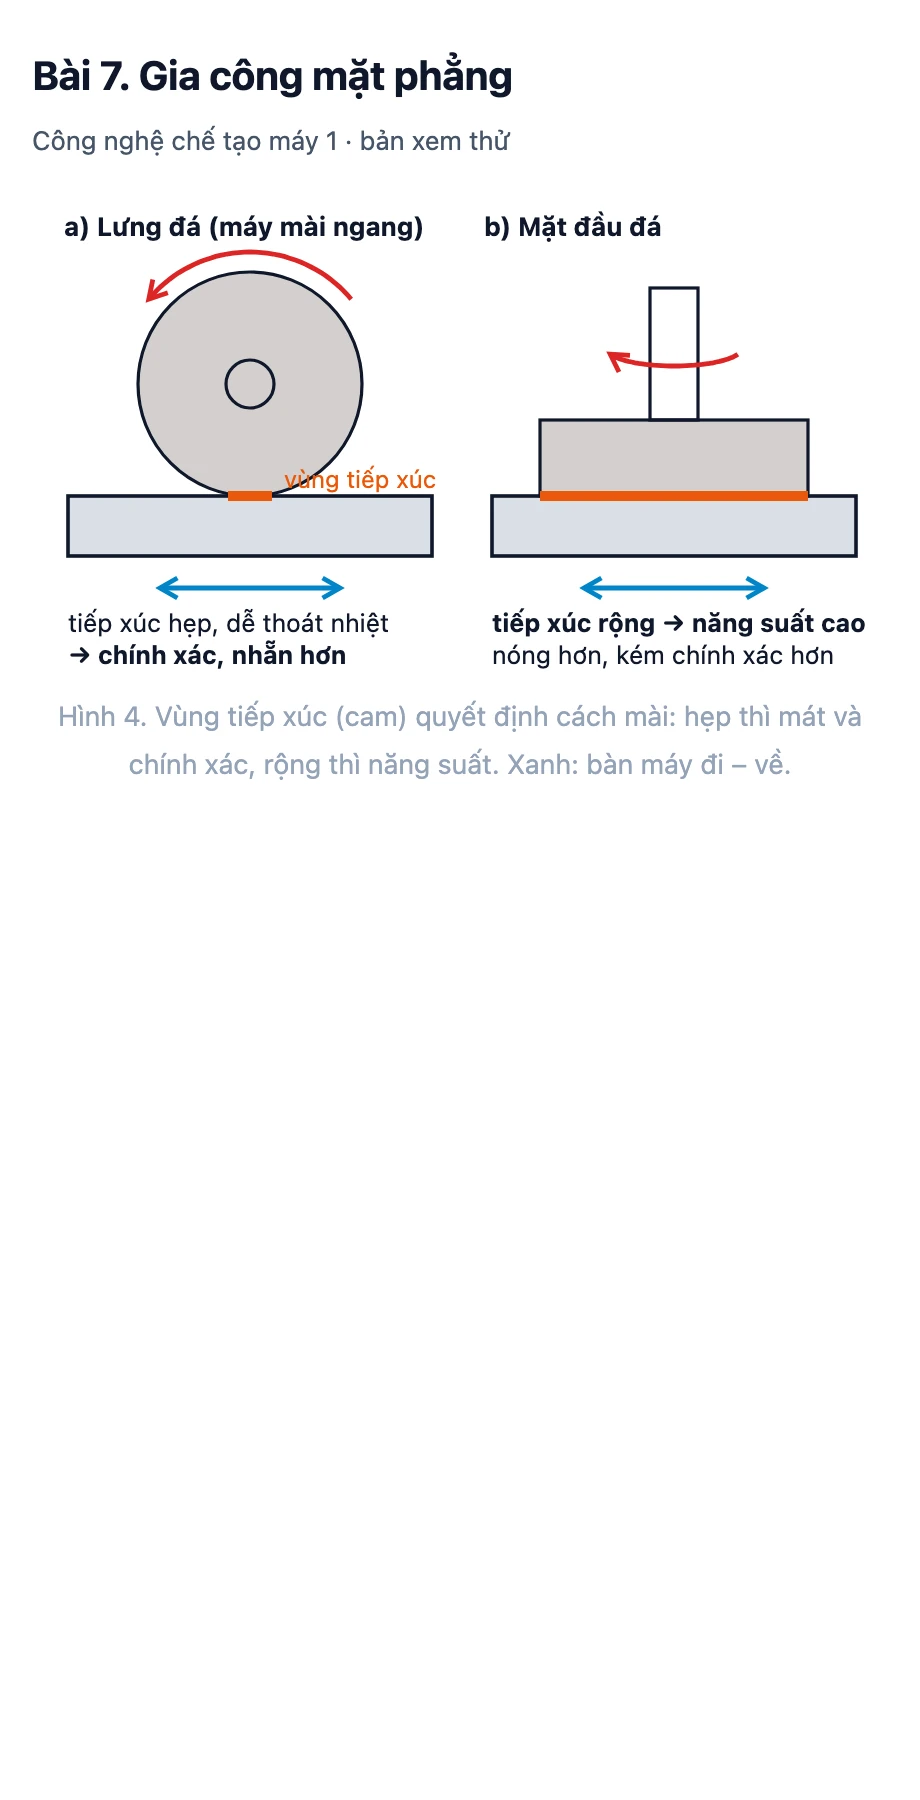 Bài 7. Gia công mặt phẳng
Công nghệ chế tạo máy 1 · bản xem thử
a) Lưng đá (máy mài ngang)
b) Mặt đầu đá
vùng tiếp xúc
tiếp xúc hẹp, dễ thoát nhiệt
→ chính xác, nhẵn hơn
tiếp xúc rộng → năng suất cao
nóng hơn, kém chính xác hơn
Hình 4. Vùng tiếp xúc (cam) quyết định cách mài: hẹp thì mát và
chính xác, rộng thì năng suất. Xanh: bàn máy đi – về.